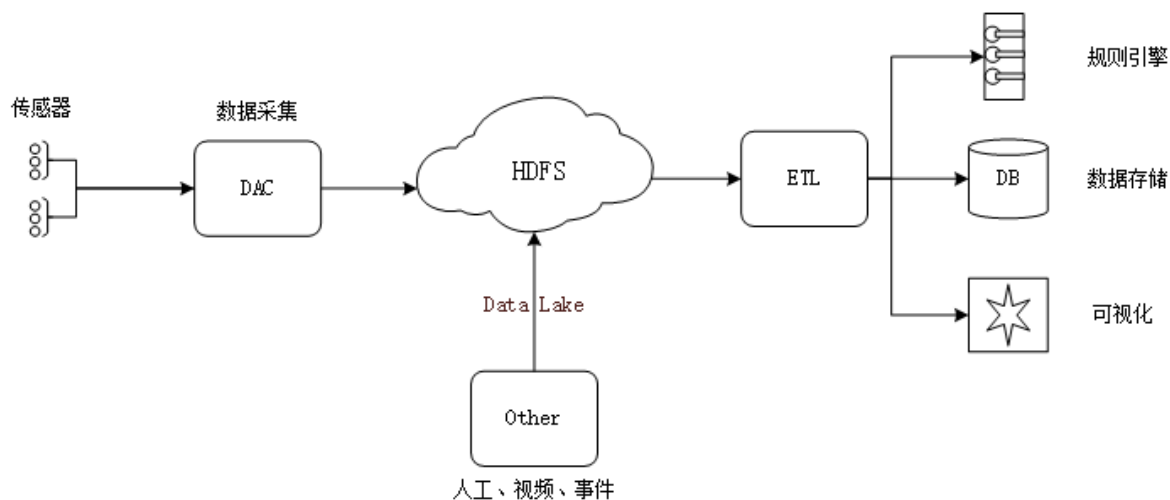 规则引擎
传感器
数据采集
DAC
HDFS
ETL
DB
数据存储
Data Lake
可视化
Other
人工、视频、事件